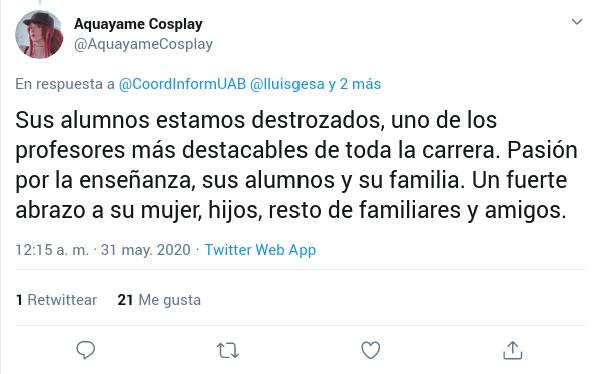 Aquayame Cosplay
@AquayameCosplay
En respuesta a @CoordInformUAB @lluisgesa y 2 más
Sus alumnos estamos destrozados, uno de los
profesores más destacables de toda la carrera. Pasión
por la enseñanza, sus alumnos y su familia. Un fuerte
abrazo a su mujer, hijos, resto de familiares y amigos.
12:15 a. m. · 31 may. 2020 · Twitter Web App
1 Retwittear 21 Me gusta